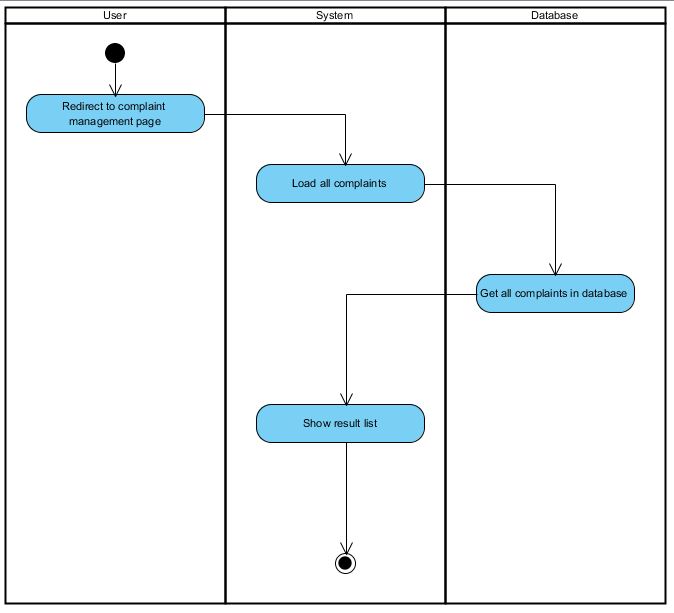 User
System
Database
Redirect to complaint
management page
Load all complaints
Get all complaints in database
Show result list